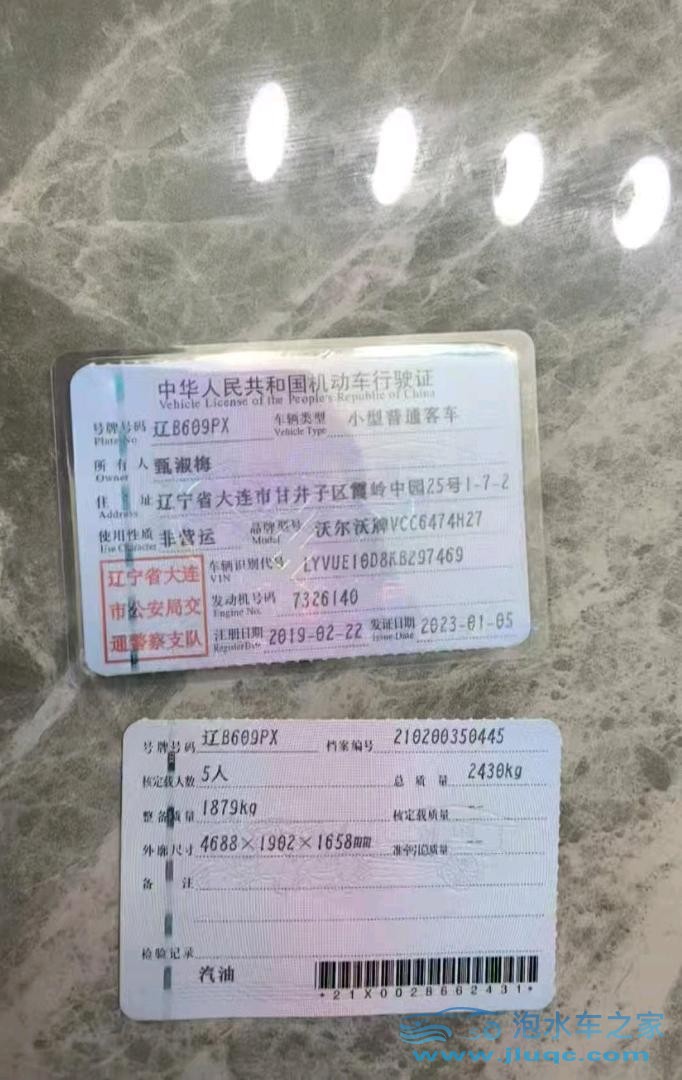 中华人民共和国机动车行驶证
Vehicle License of the People's Republic of China
号牌号码 辽B609PX 车辆类型 小型普通客车
Plate No Vehicle Type
所有人 甄淑梅
Owner
住址 辽宁省大连市甘井子区霞岭中园25号1-7-2
Address
使用性质 非营运 品牌型号 沃尔沃牌VCC6474H27
Use Character Model
辽宁省大连
市公安局交
通警察支队
车辆识别代号 LYVUE10D8KB297469
VIN
发动机号码 7326140
Engine No.
注册日期 2019-02-22 发证日期 2023-01-05
Register Date Issue Date
号牌号码 辽B609PX 档案编号 210200350445
核定载人数 5人 总质量 2430kg
整备质量 1879kg 核定载质量 --
外廓尺寸 4688×1902×1658mm 准牵引总质量 --
备注
检验记录
汽油
*21X0028662431*
泡水车之家
www.jluqc.com